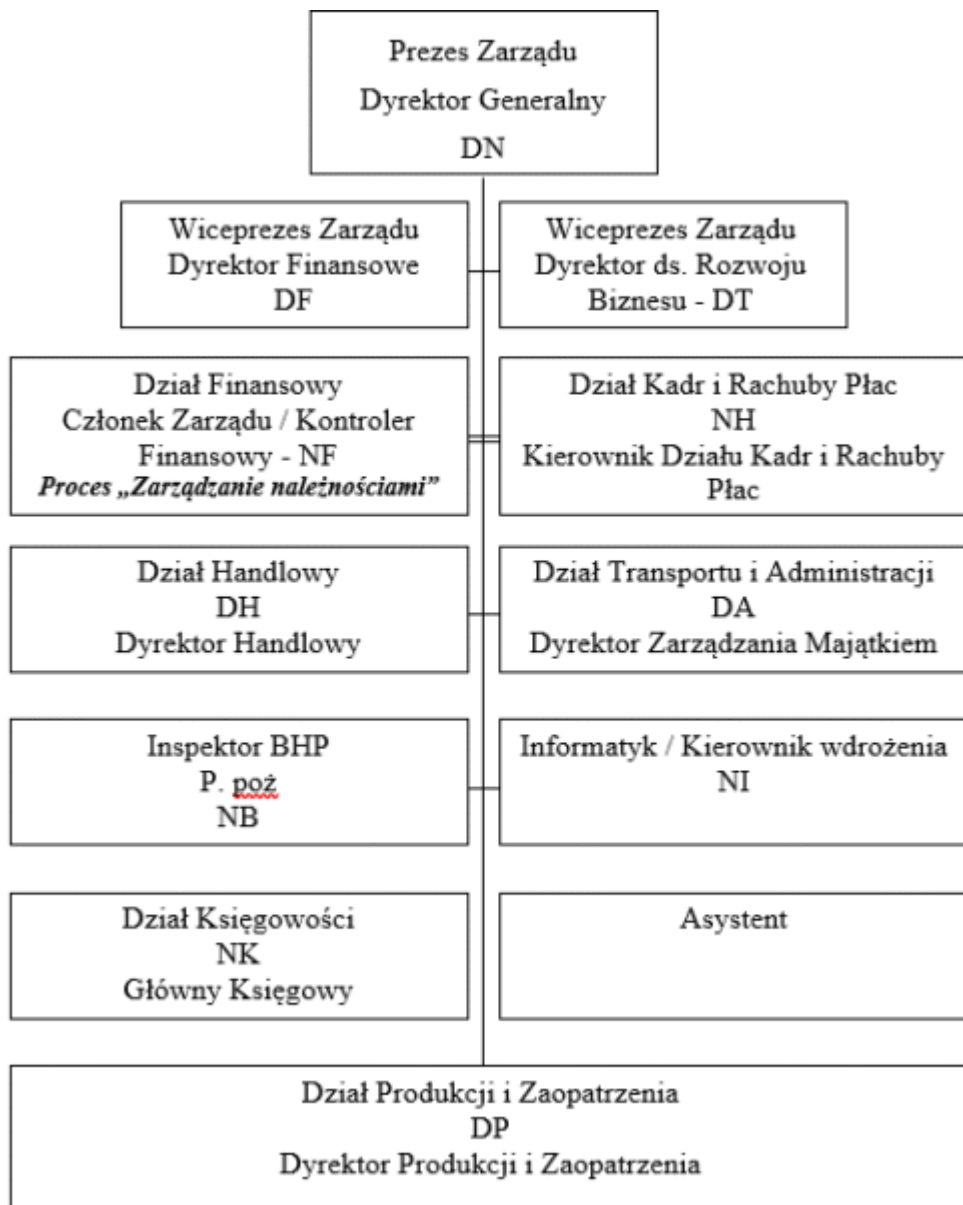 Prezes Zarządu
Dyrektor Generalny
DN
Wiceprezes Zarządu
Dyrektor Finansowe
DF
Wiceprezes Zarządu
Dyrektor ds. Rozwoju
Biznesu - DT
Dział Finansowy
Członek Zarządu / Kontroler
Finansowy - NF
Proces „Zarządzanie należnościami”
Dział Kadr i Rachuby Płac
NH
Kierownik Działu Kadr i Rachuby
Płac
Dział Handlowy
DH
Dyrektor Handlowy
Dział Transportu i Administracji
DA
Dyrektor Zarządzania Majątkiem
Inspektor BHP
P. poż
NB
Informatyk / Kierownik wdrożenia
NI
Dział Księgowości
NK
Główny Księgowy
Asystent
Dział Produkcji i Zaopatrzenia
DP
Dyrektor Produkcji i Zaopatrzenia